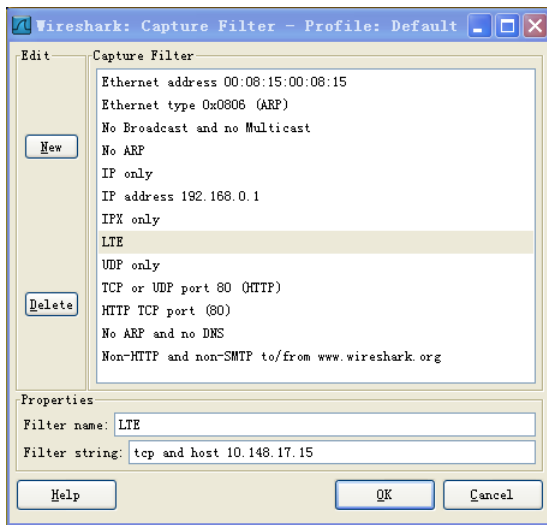 Wireshark: Capture Filter - Profile: Default
Edit
Capture Filter
Ethernet address 00:08:15:00:08:15
Ethernet type 0x0806 (ARP)
No Broadcast and no Multicast
New
No ARP
IP only
IP address 192.168.0.1
IPX only
LTE
UDP only
TCP or UDP port 80 (HTTP)
Delete
HTTP TCP port (80)
No ARP and no DNS
Non-HTTP and non-SMTP to/from www.wireshark.org
Properties
Filter name: LTE
Filter string: tcp and host 10.148.17.15
Help
OK
Cancel